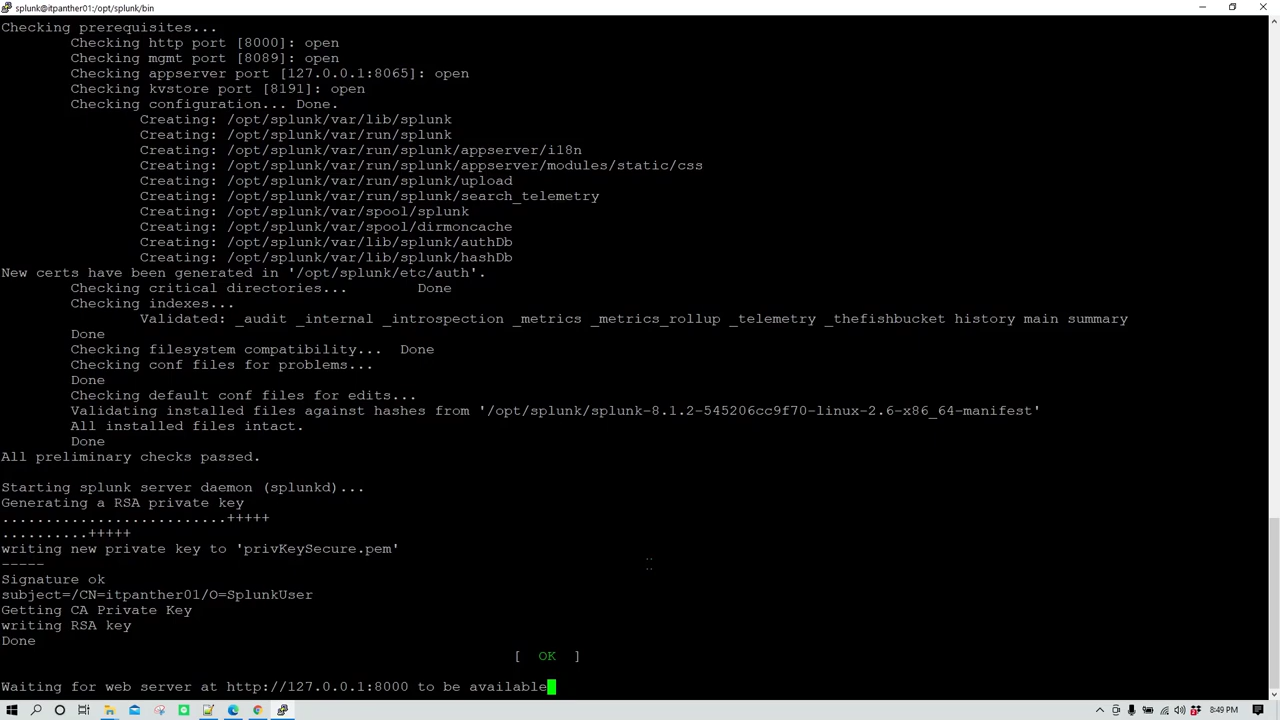 splunk@itpanther01:/opt/splunk/bin
Checking prerequisites...
Checking http port [8000]: open
Checking mgmt port [8089]: open
Checking appserver port [127.0.0.1:8065]: open
Checking kvstore port [8191]: open
Checking configuration... Done.
Creating: /opt/splunk/var/lib/splunk
Creating: /opt/splunk/var/run/splunk
Creating: /opt/splunk/var/run/splunk/appserver/i18n
Creating: /opt/splunk/var/run/splunk/appserver/modules/static/css
Creating: /opt/splunk/var/run/splunk/upload
Creating: /opt/splunk/var/run/splunk/search_telemetry
Creating: /opt/splunk/var/spool/splunk
Creating: /opt/splunk/var/spool/dirmoncache
Creating: /opt/splunk/var/lib/splunk/authDb
Creating: /opt/splunk/var/lib/splunk/hashDb
New certs have been generated in '/opt/splunk/etc/auth'.
Checking critical directories... Done
Checking indexes...
Validated: _audit _internal _introspection _metrics _metrics_rollup _telemetry _thefishbucket history main summary
Done
Checking filesystem compatibility... Done
Checking conf files for problems...
Done
Checking default conf files for edits...
Validating installed files against hashes from '/opt/splunk/splunk-8.1.2-545206cc9f70-linux-2.6-x86_64-manifest'
All installed files intact.
Done
All preliminary checks passed.
Starting splunk server daemon (splunkd)...
Generating a RSA private key
..........................+++++
..........+++++
writing new private key to 'privKeySecure.pem'
-----
Signature ok
subject=/CN=itpanther01/O=SplunkUser
Getting CA Private Key
writing RSA key
Done
[ OK ]
Waiting for web server at http://127.0.0.1:8000 to be available
8:49 PM